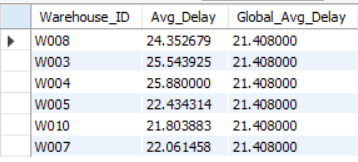 Warehouse_ID Avg_Delay Global_Avg_Delay
W008 24.352679 21.408000
W003 25.543925 21.408000
W004 25.880000 21.408000
W005 22.434314 21.408000
W010 21.803883 21.408000
W007 22.061458 21.408000